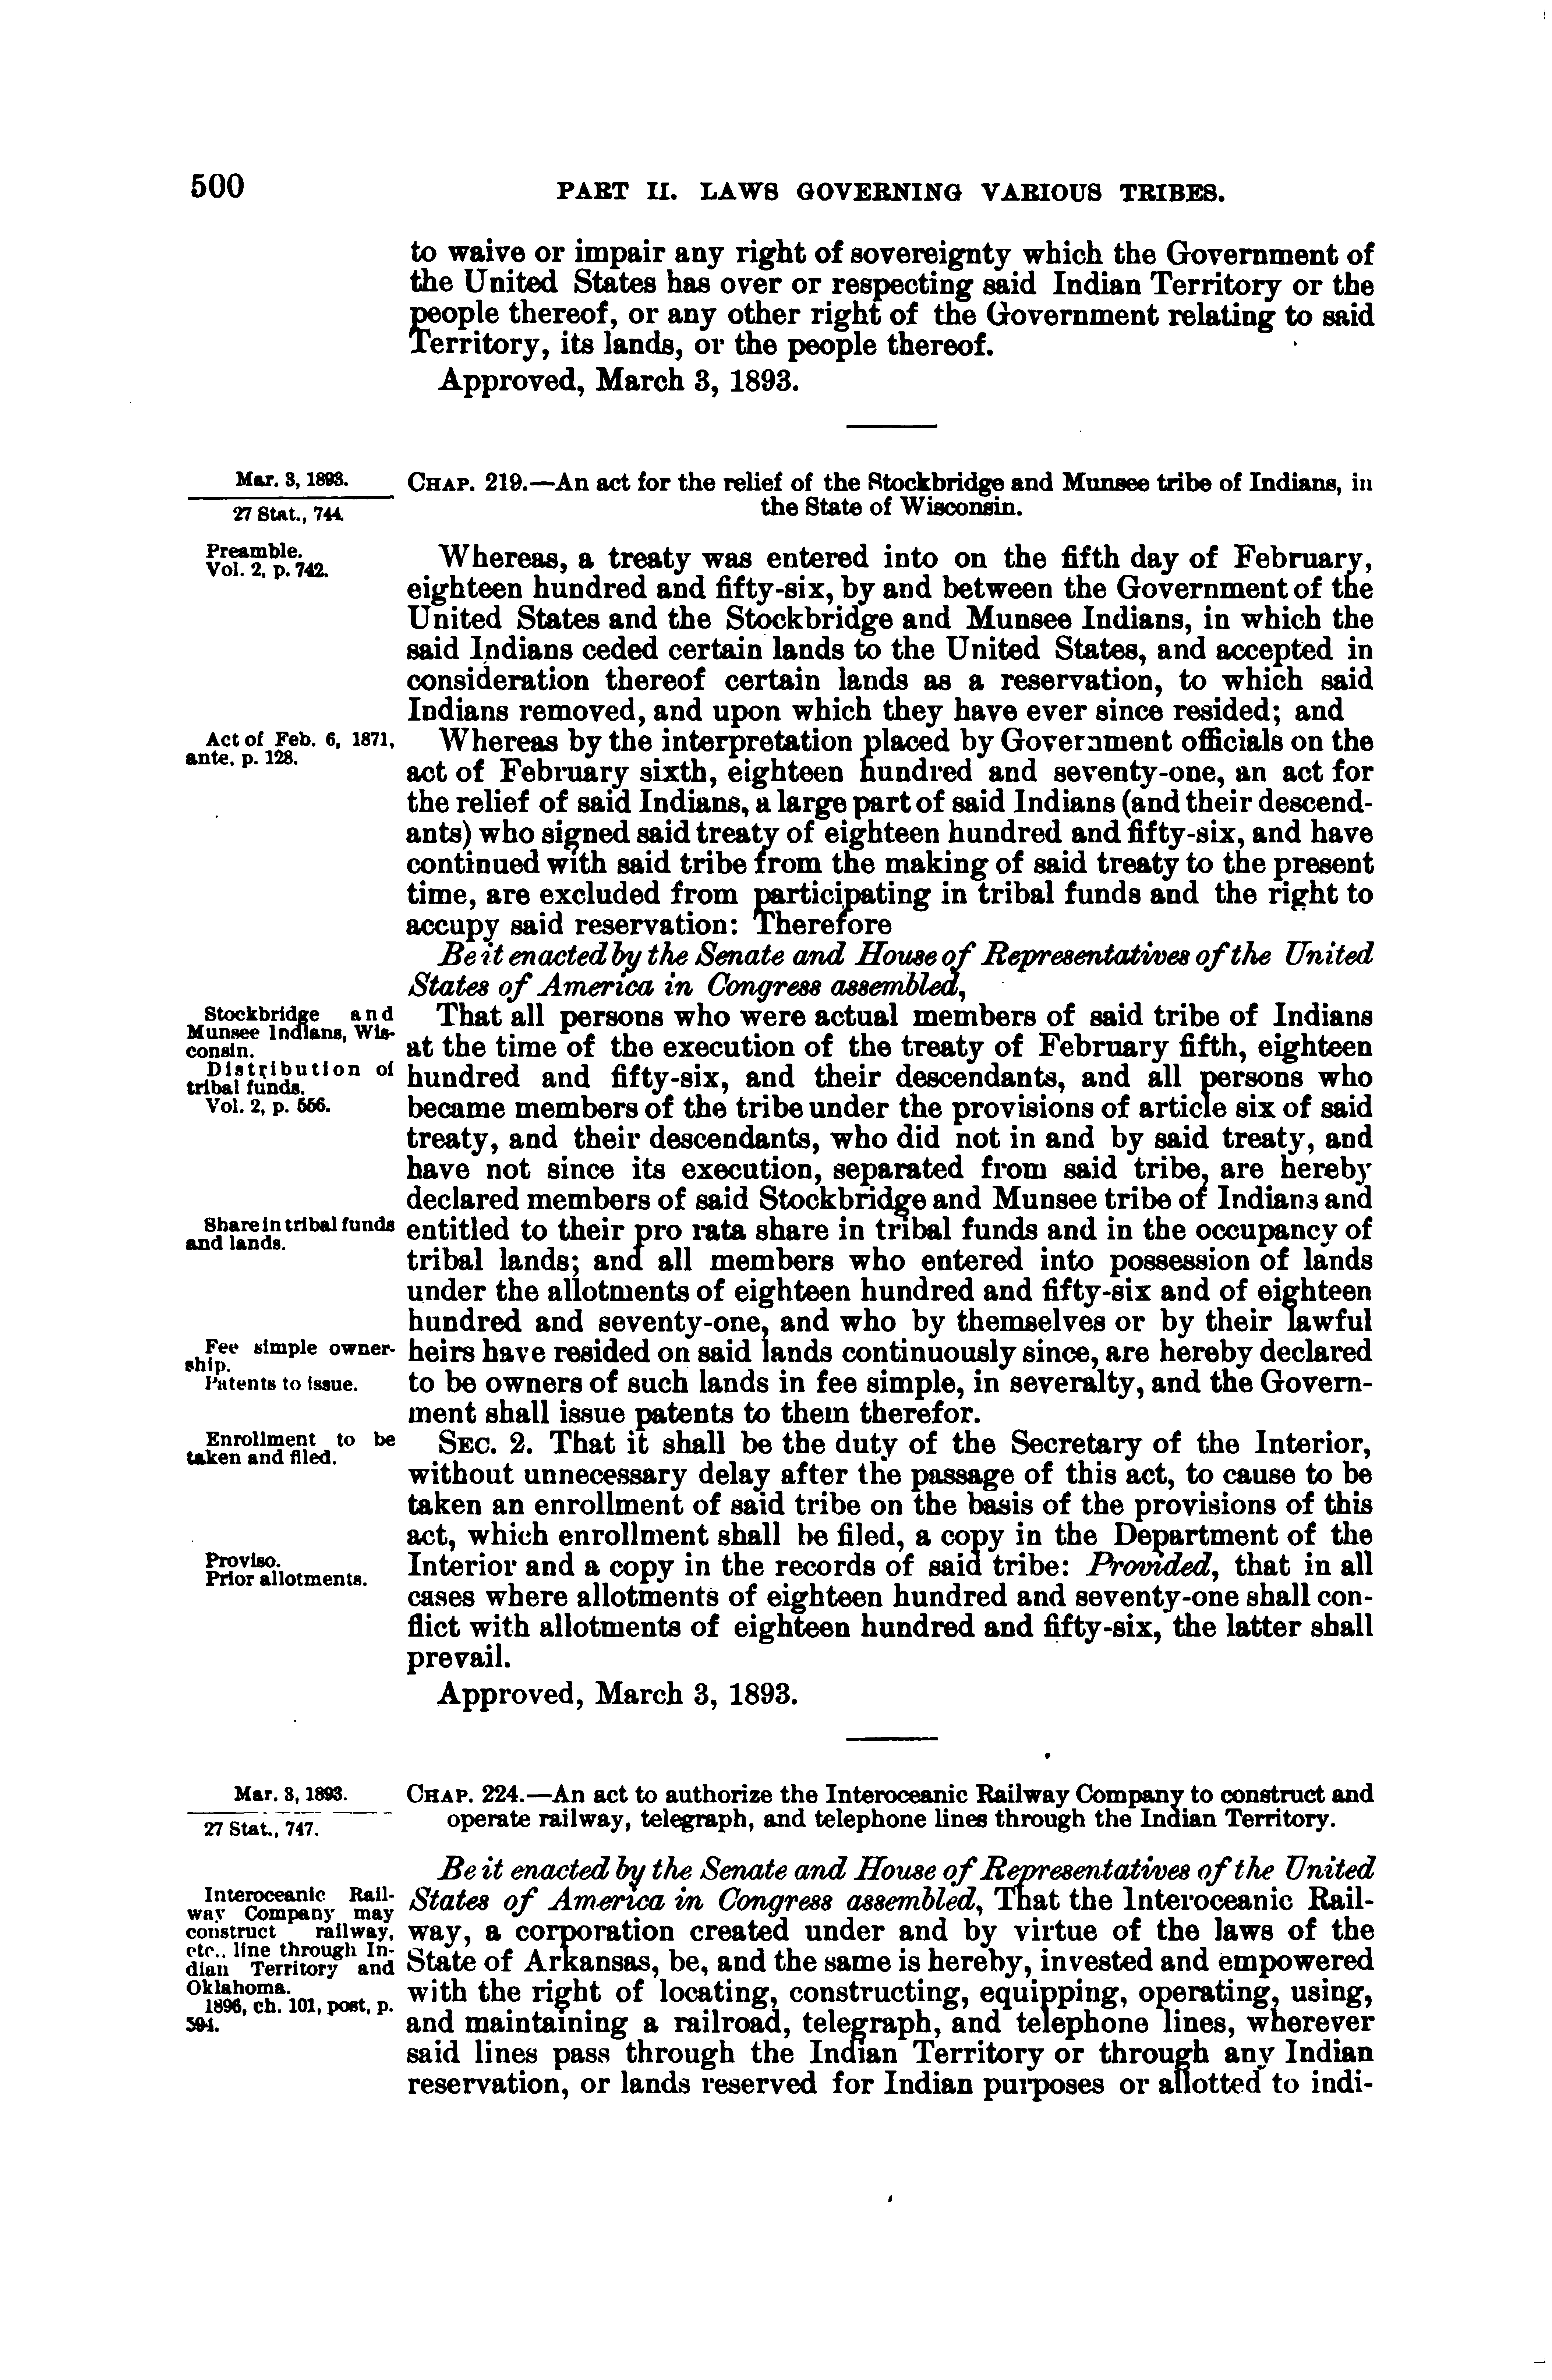 500
PART II. LAWS GOVERNING VARIOUS TRIBES.
to waive or impair any right of sovereignty which the Government of
the United States has over or respecting said Indian Territory or the
people thereof, or any other right of the Government relating to said
Territory, its lands, or the people thereof.
Approved, March 3, 1893.
Mar. 3, 1893.
27 Stat., 744.
CHAP. 219.—An act for the relief of the Stockbridge and Munsee tribe of Indians, in
the State of Wisconsin.
Preamble.
Vol. 2, p. 742.
Whereas, a treaty was entered into on the fifth day of February,
eighteen hundred and fifty-six, by and between the Government of the
United States and the Stockbridge and Munsee Indians, in which the
said Indians ceded certain lands to the United States, and accepted in
consideration thereof certain lands as a reservation, to which said
Indians removed, and upon which they have ever since resided; and
Act of Feb. 6, 1871,
ante, p. 128.
Whereas by the interpretation placed by Government officials on the
act of February sixth, eighteen hundred and seventy-one, an act for
the relief of said Indians, a large part of said Indians (and their descend-
ants) who signed said treaty of eighteen hundred and fifty-six, and have
continued with said tribe from the making of said treaty to the present
time, are excluded from participating in tribal funds and the right to
accupy said reservation: Therefore
Be it enacted by the Senate and House of Representatives of the United
States of America in Congress assembled,
Stockbridge and
Munsee Indians, Wis-
consin.
Distribution of
tribal funds.
Vol. 2, p. 556.
That all persons who were actual members of said tribe of Indians
at the time of the execution of the treaty of February fifth, eighteen
hundred and fifty-six, and their descendants, and all persons who
became members of the tribe under the provisions of article six of said
treaty, and their descendants, who did not in and by said treaty, and
have not since its execution, separated from said tribe, are hereby
declared members of said Stockbridge and Munsee tribe of Indians and
Share in tribal funds
and lands.
entitled to their pro rata share in tribal funds and in the occupancy of
tribal lands; and all members who entered into possession of lands
under the allotments of eighteen hundred and fifty-six and of eighteen
hundred and seventy-one, and who by themselves or by their lawful
Fee simple owner-
ship.
Patents to issue.
heirs have resided on said lands continuously since, are hereby declared
to be owners of such lands in fee simple, in severalty, and the Govern-
ment shall issue patents to them therefor.
Enrollment to be
taken and filed.
SEC. 2. That it shall be the duty of the Secretary of the Interior,
without unnecessary delay after the passage of this act, to cause to be
taken an enrollment of said tribe on the basis of the provisions of this
act, which enrollment shall be filed, a copy in the Department of the
Proviso.
Prior allotments.
Interior and a copy in the records of said tribe: Provided, that in all
cases where allotments of eighteen hundred and seventy-one shall con-
flict with allotments of eighteen hundred and fifty-six, the latter shall
prevail.
Approved, March 3, 1893.
Mar. 3, 1893.
27 Stat., 747.
CHAP. 224.—An act to authorize the Interoceanic Railway Company to construct and
operate railway, telegraph, and telephone lines through the Indian Territory.
Interoceanic Rail-
way Company may
construct railway,
etc., line through In-
dian Territory and
Oklahoma.
1896, ch. 101, post, p.
594.
Be it enacted by the Senate and House of Representatives of the United
States of America in Congress assembled, That the Interoceanic Rail-
way, a corporation created under and by virtue of the laws of the
State of Arkansas, be, and the same is hereby, invested and empowered
with the right of locating, constructing, equipping, operating, using,
and maintaining a railroad, telegraph, and telephone lines, wherever
said lines pass through the Indian Territory or through any Indian
reservation, or lands reserved for Indian purposes or allotted to indi-